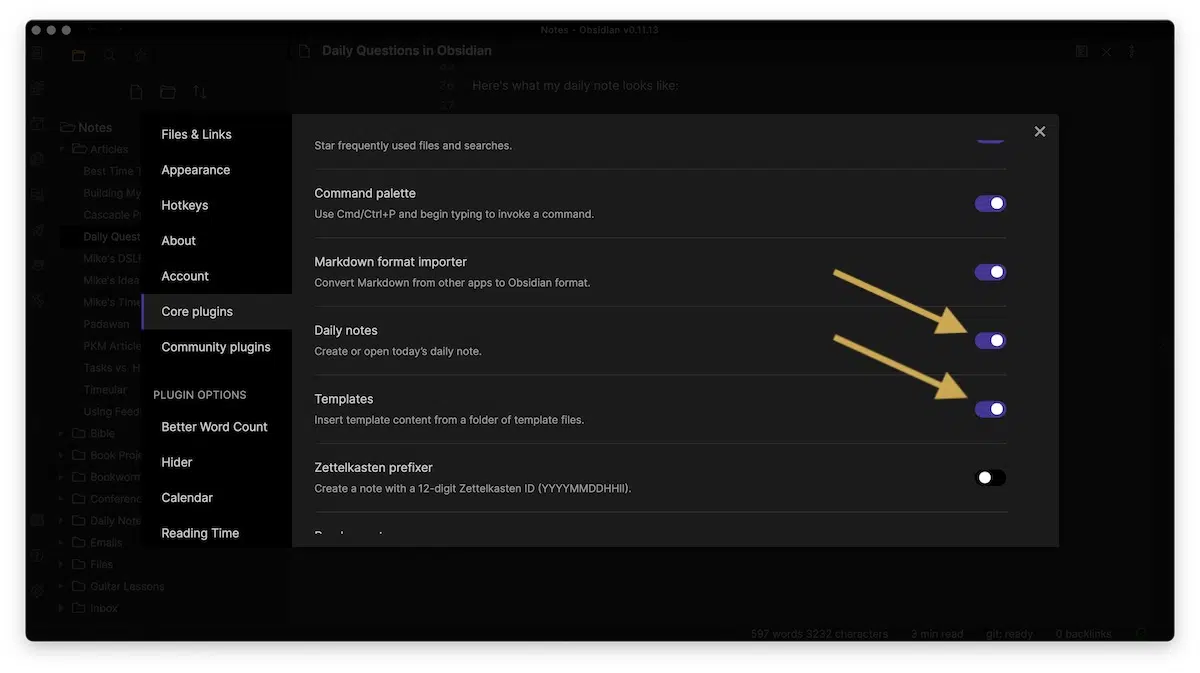 Notes - Obsidian v0.11.13
Daily Questions in Obsidian
26
Here's what my daily note looks like:
27
Notes
Articles
Best Time T
Building My
Cascable P
Daily Quest
Mike's DSLR
Mike's Idea
Mike's Time
Padawan
PKM Article
Tasks vs. H
Timeular
Using Feed
Bible
Book Proje
Bookworm
Conferenc
Daily Note
Emails
Files
Guitar Lessons
Inbox
Files & Links
Appearance
Hotkeys
About
Account
Core plugins
Community plugins
PLUGIN OPTIONS
Better Word Count
Hider
Calendar
Reading Time
Star frequently used files and searches.
Command palette
Use Cmd/Ctrl+P and begin typing to invoke a command.
Markdown format importer
Convert Markdown from other apps to Obsidian format.
Daily notes
Create or open today's daily note.
Templates
Insert template content from a folder of template files.
Zettelkasten prefixer
Create a note with a 12-digit Zettelkasten ID (YYYYMMDDHHII).
597 words 3232 characters
3 min read
git: ready
0 backlinks